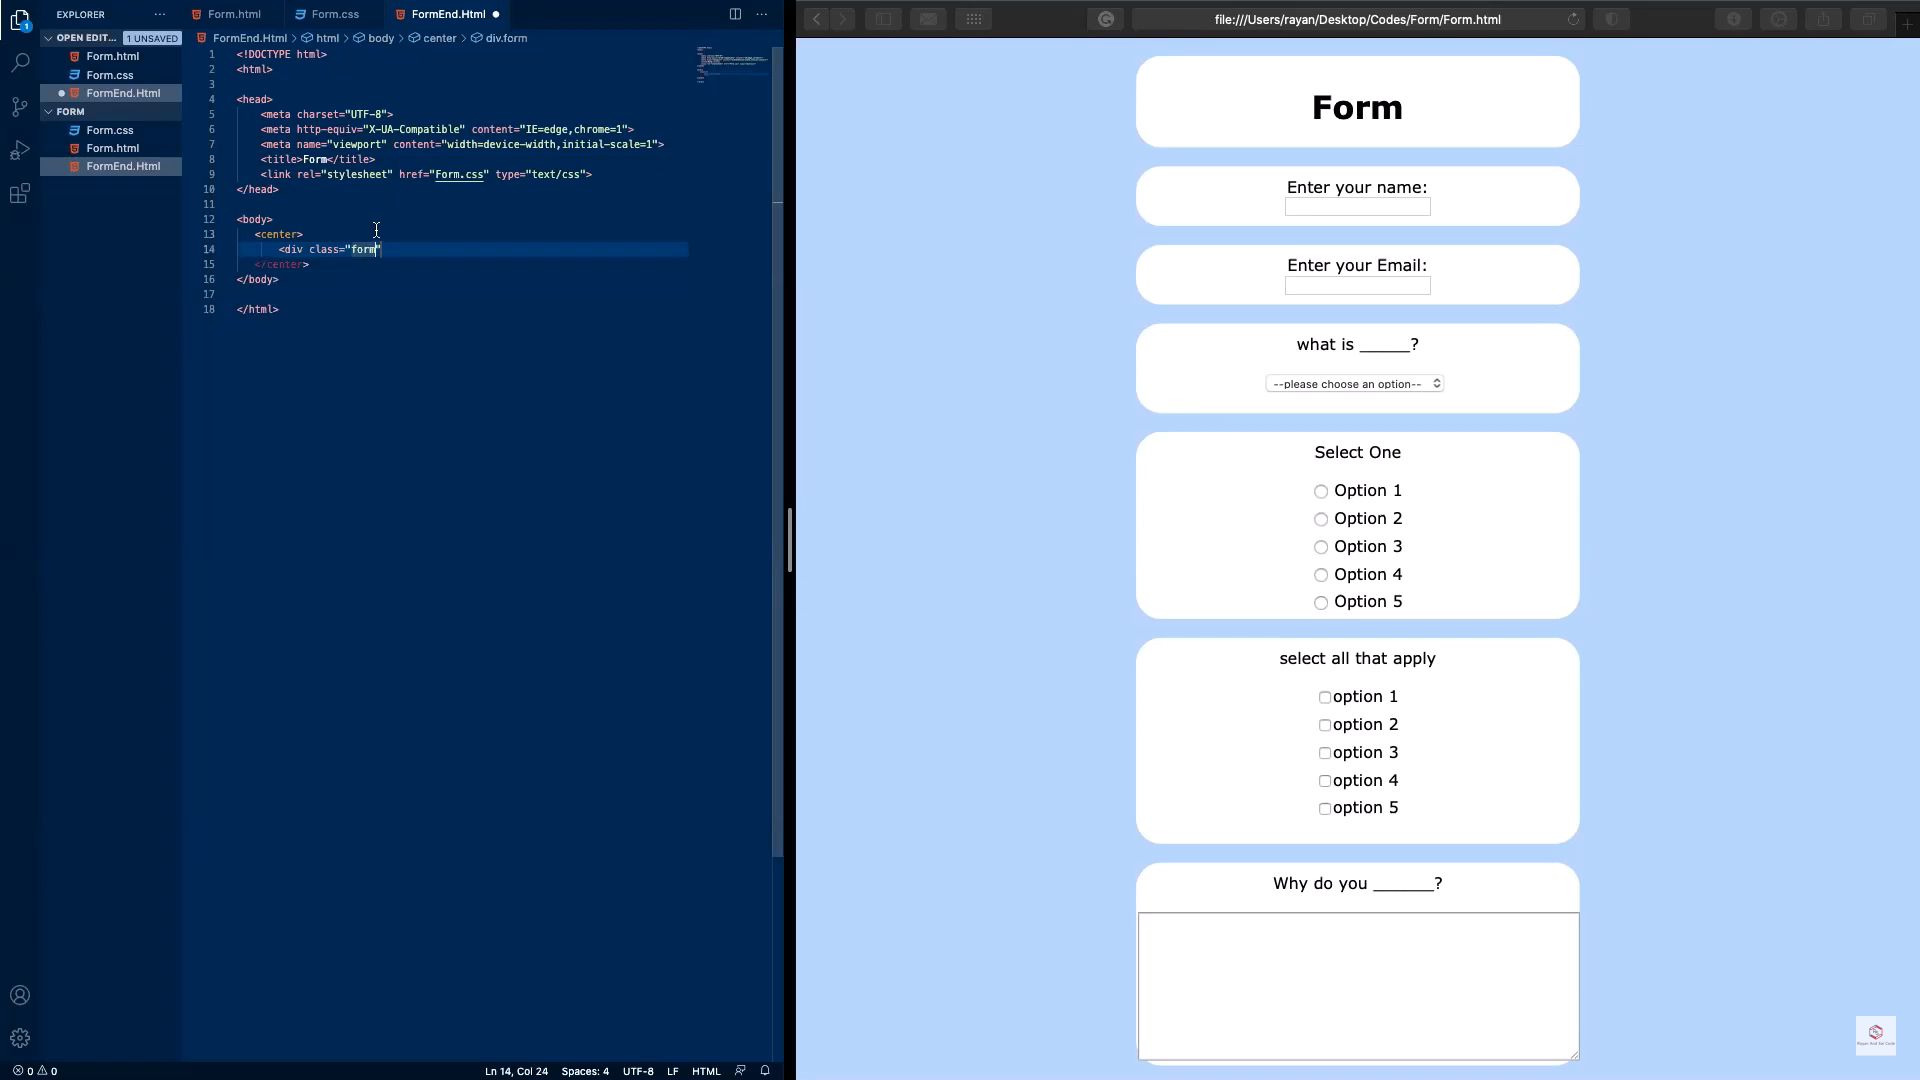 EXPLORER
Form.html
Form.css
FormEnd.Html
OPEN EDIT...
1 UNSAVED
FormEnd.Html > html > body > center > div.form
Form.html
Form.css
FormEnd.Html
FORM
Form.css
Form.html
FormEnd.Html
1
1 <!DOCTYPE html>
2 <html>
3
4 <head>
5 <meta charset="UTF-8">
6 <meta http-equiv="X-UA-Compatible" content="IE=edge,chrome=1">
7 <meta name="viewport" content="width=device-width,initial-scale=1">
8 <title>Form</title>
9 <link rel="stylesheet" href="Form.css" type="text/css">
10 </head>
11
12 <body>
13 <center>
14 <div class="form"
15 </center>
16 </body>
17
18 </html>
0 0
Ln 14, Col 24
Spaces: 4
UTF-8
LF
HTML
file:///Users/rayan/Desktop/Codes/Form/Form.html
Form
Enter your name:
Enter your Email:
what is ______?
--please choose an option--
Select One
Option 1
Option 2
Option 3
Option 4
Option 5
select all that apply
option 1
option 2
option 3
option 4
option 5
Why do you _______?